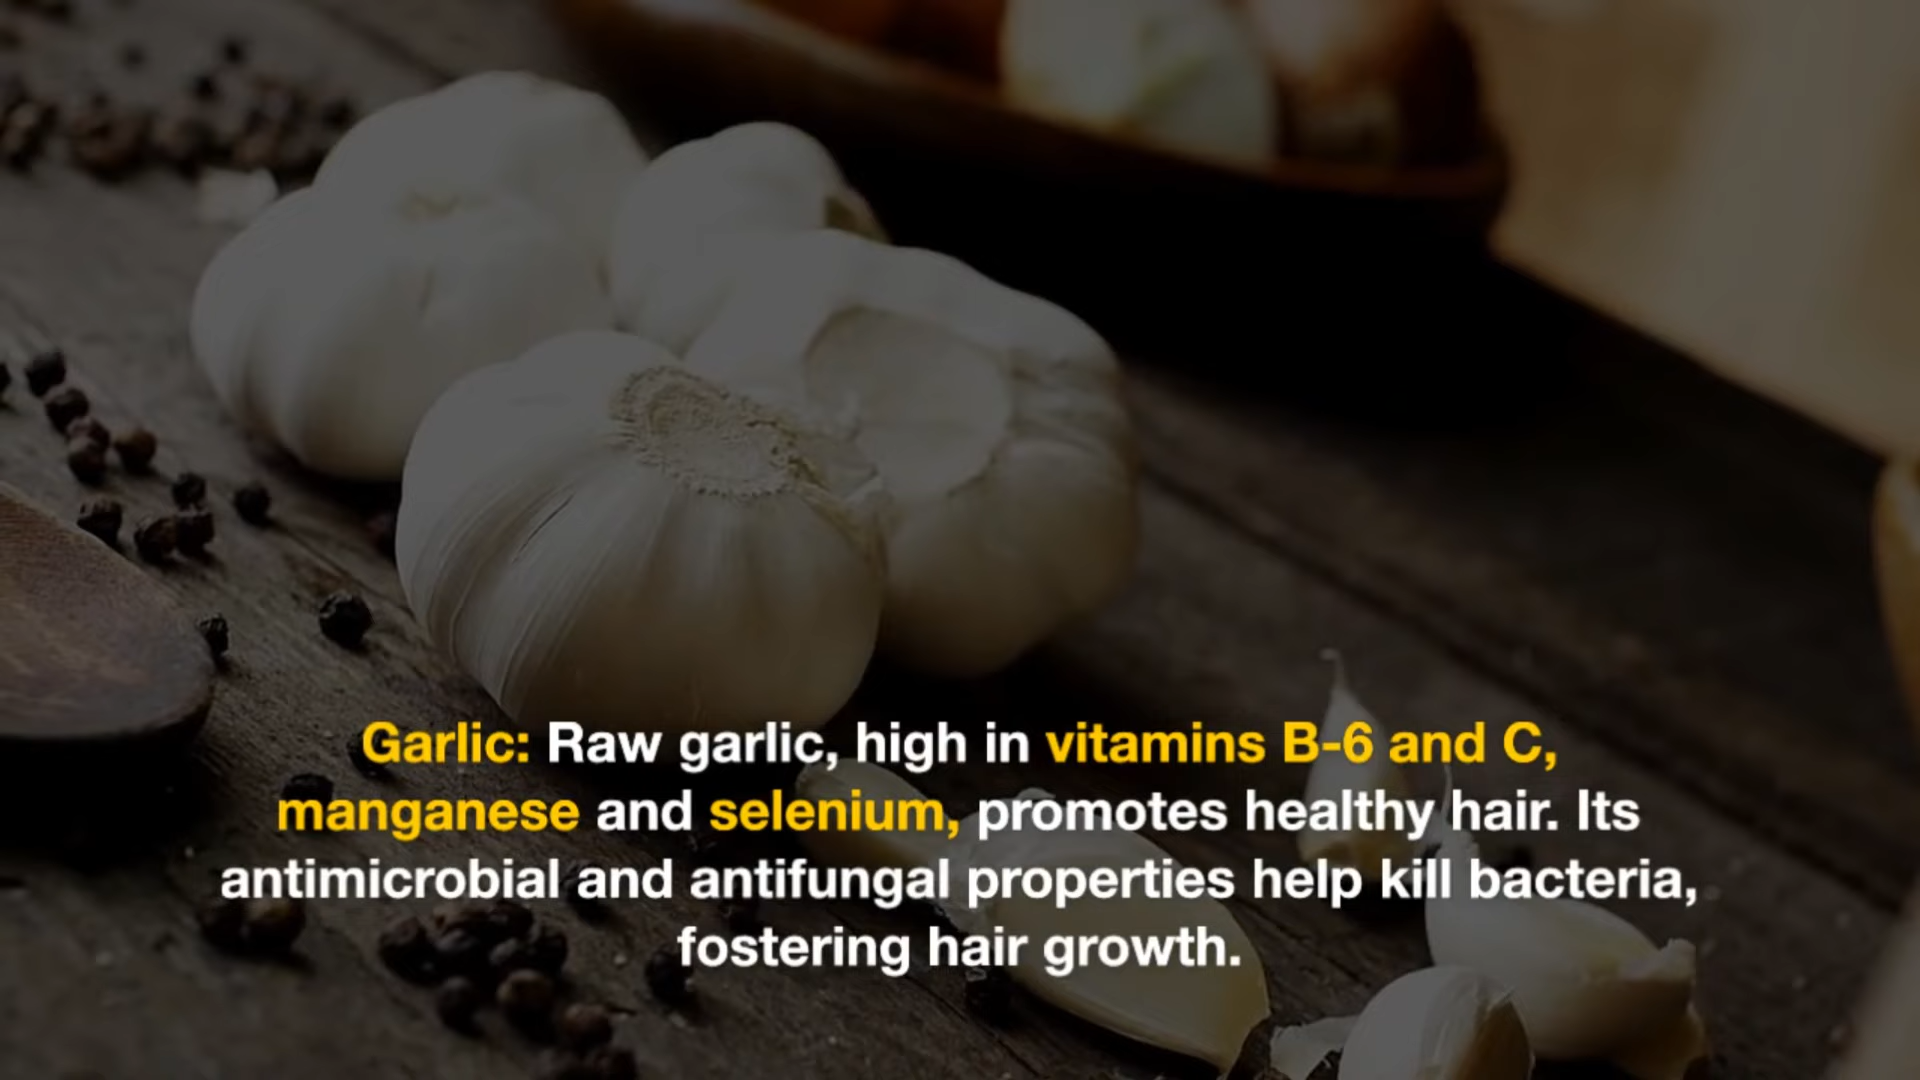 Garlic: Raw garlic, high in vitamins B-6 and C,
manganese and selenium, promotes healthy hair. Its
antimicrobial and antifungal properties help kill bacteria,
fostering hair growth.